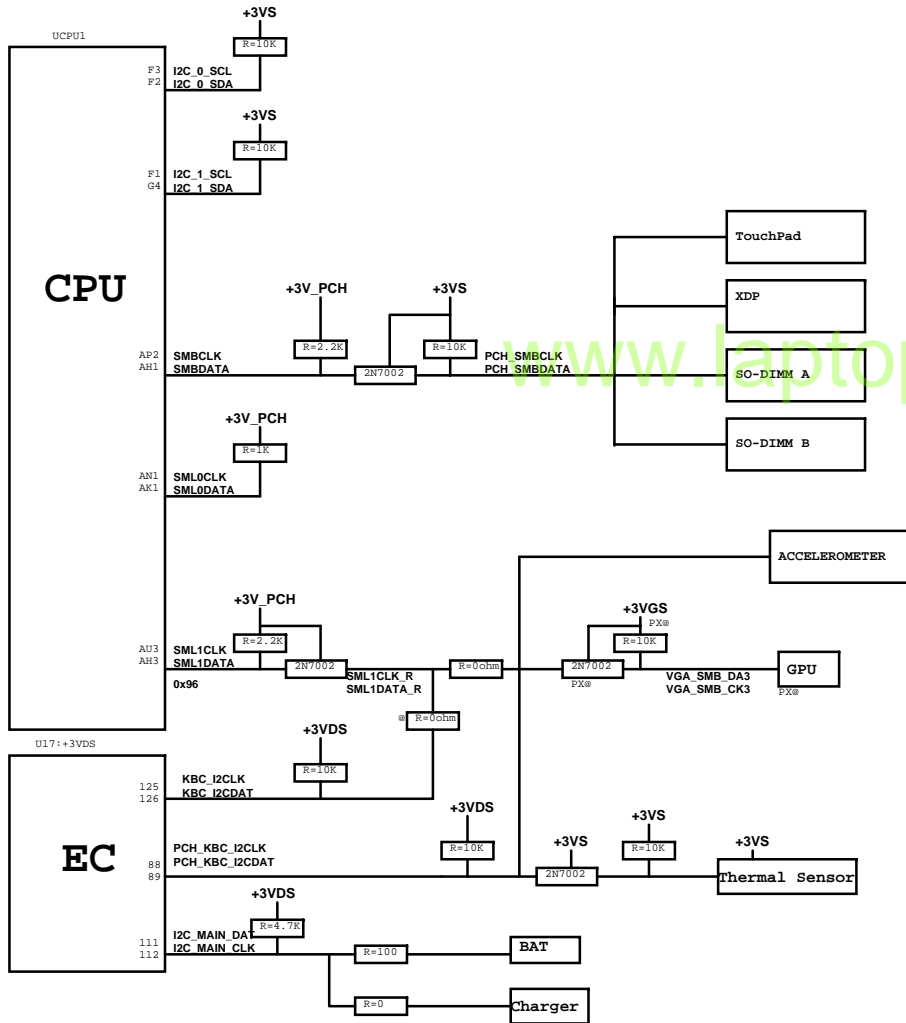 +3VS
UCPU1
R=10K
F3 I2C_0_SCL
F2 I2C_0_SDA
+3VS
R=10K
F1 I2C_1_SCL
G4 I2C_1_SDA
TouchPad
CPU
+3V_PCH
+3VS
XDP
R=2.2K
R=10K
AP2 SMBCLK
AH1 SMBDATA
2N7002
PCH_SMBCLK
PCH_SMBDATA
www.laptop
SO-DIMM A
+3V_PCH
R=1K
SO-DIMM B
AN1 SML0CLK
AK1 SML0DATA
ACCELEROMETER
+3V_PCH
+3VGS
PX@
R=2.2K
R=10K
AU3 SML1CLK
AH3 SML1DATA
0x96
2N7002
SML1CLK_R
SML1DATA_R
R=0ohm
2N7002
PX@
VGA_SMB_DA3
VGA_SMB_CK3
GPU
PX@
@ R=0ohm
U17:+3VDS
+3VDS
R=10K
125 KBC_I2CLK
126 KBC_I2CDAT
+3VDS
EC
PCH_KBC_I2CLK
88 PCH_KBC_I2CDAT
89
R=10K
+3VS
2N7002
+3VS
R=10K
+3VS
Thermal Sensor
+3VDS
R=4.7K
111 I2C_MAIN_DAT
112 I2C_MAIN_CLK
R=100
BAT
R=0
Charger